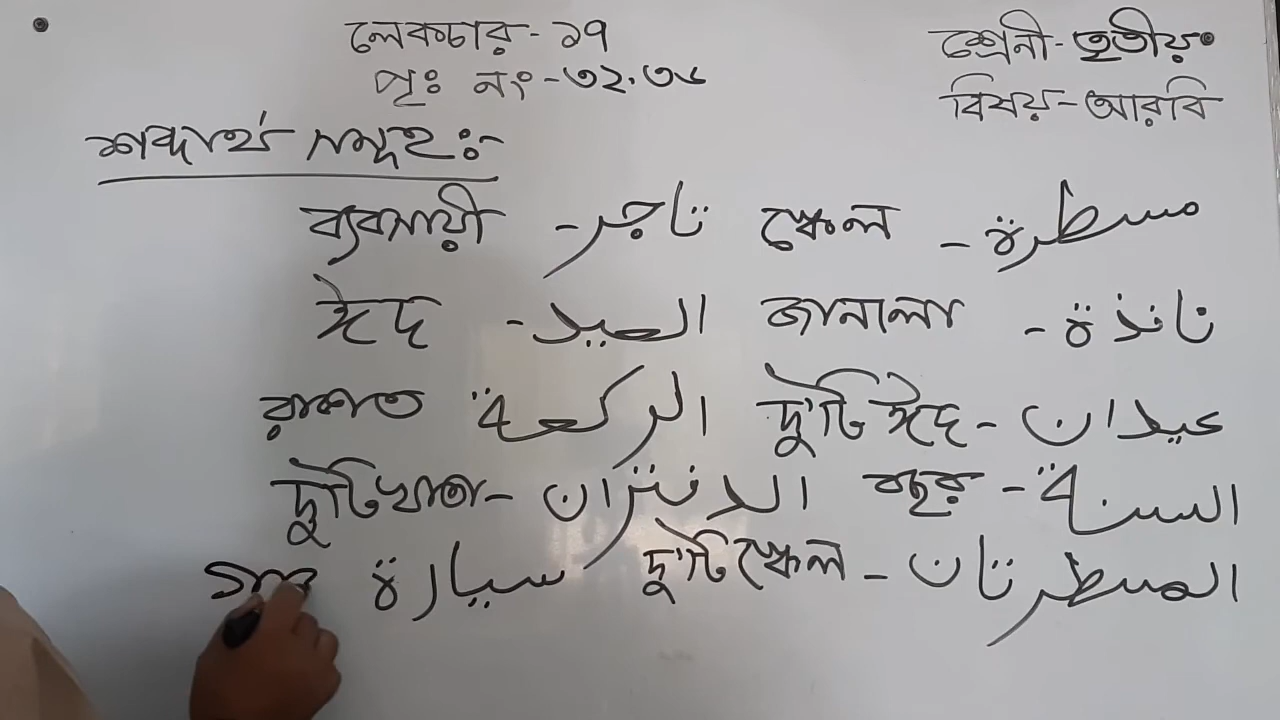 লেকচার-১৭
শ্রেনী-তৃতীয়
পৃঃ নং-৩২.৩৬
বিষয়-আরবি
শব্দার্থ সমূহঃ-
مسطرة - স্কেল تاجر- ব্যবসায়ী
نافذة - জানালা العيد - ঈদ
عيدان - দু'টি ঈদ الركعة রাকাত
السنة - বছর الدفتران - দু'টি খাতা
المسطرتان - দু'টি স্কেল سيارة